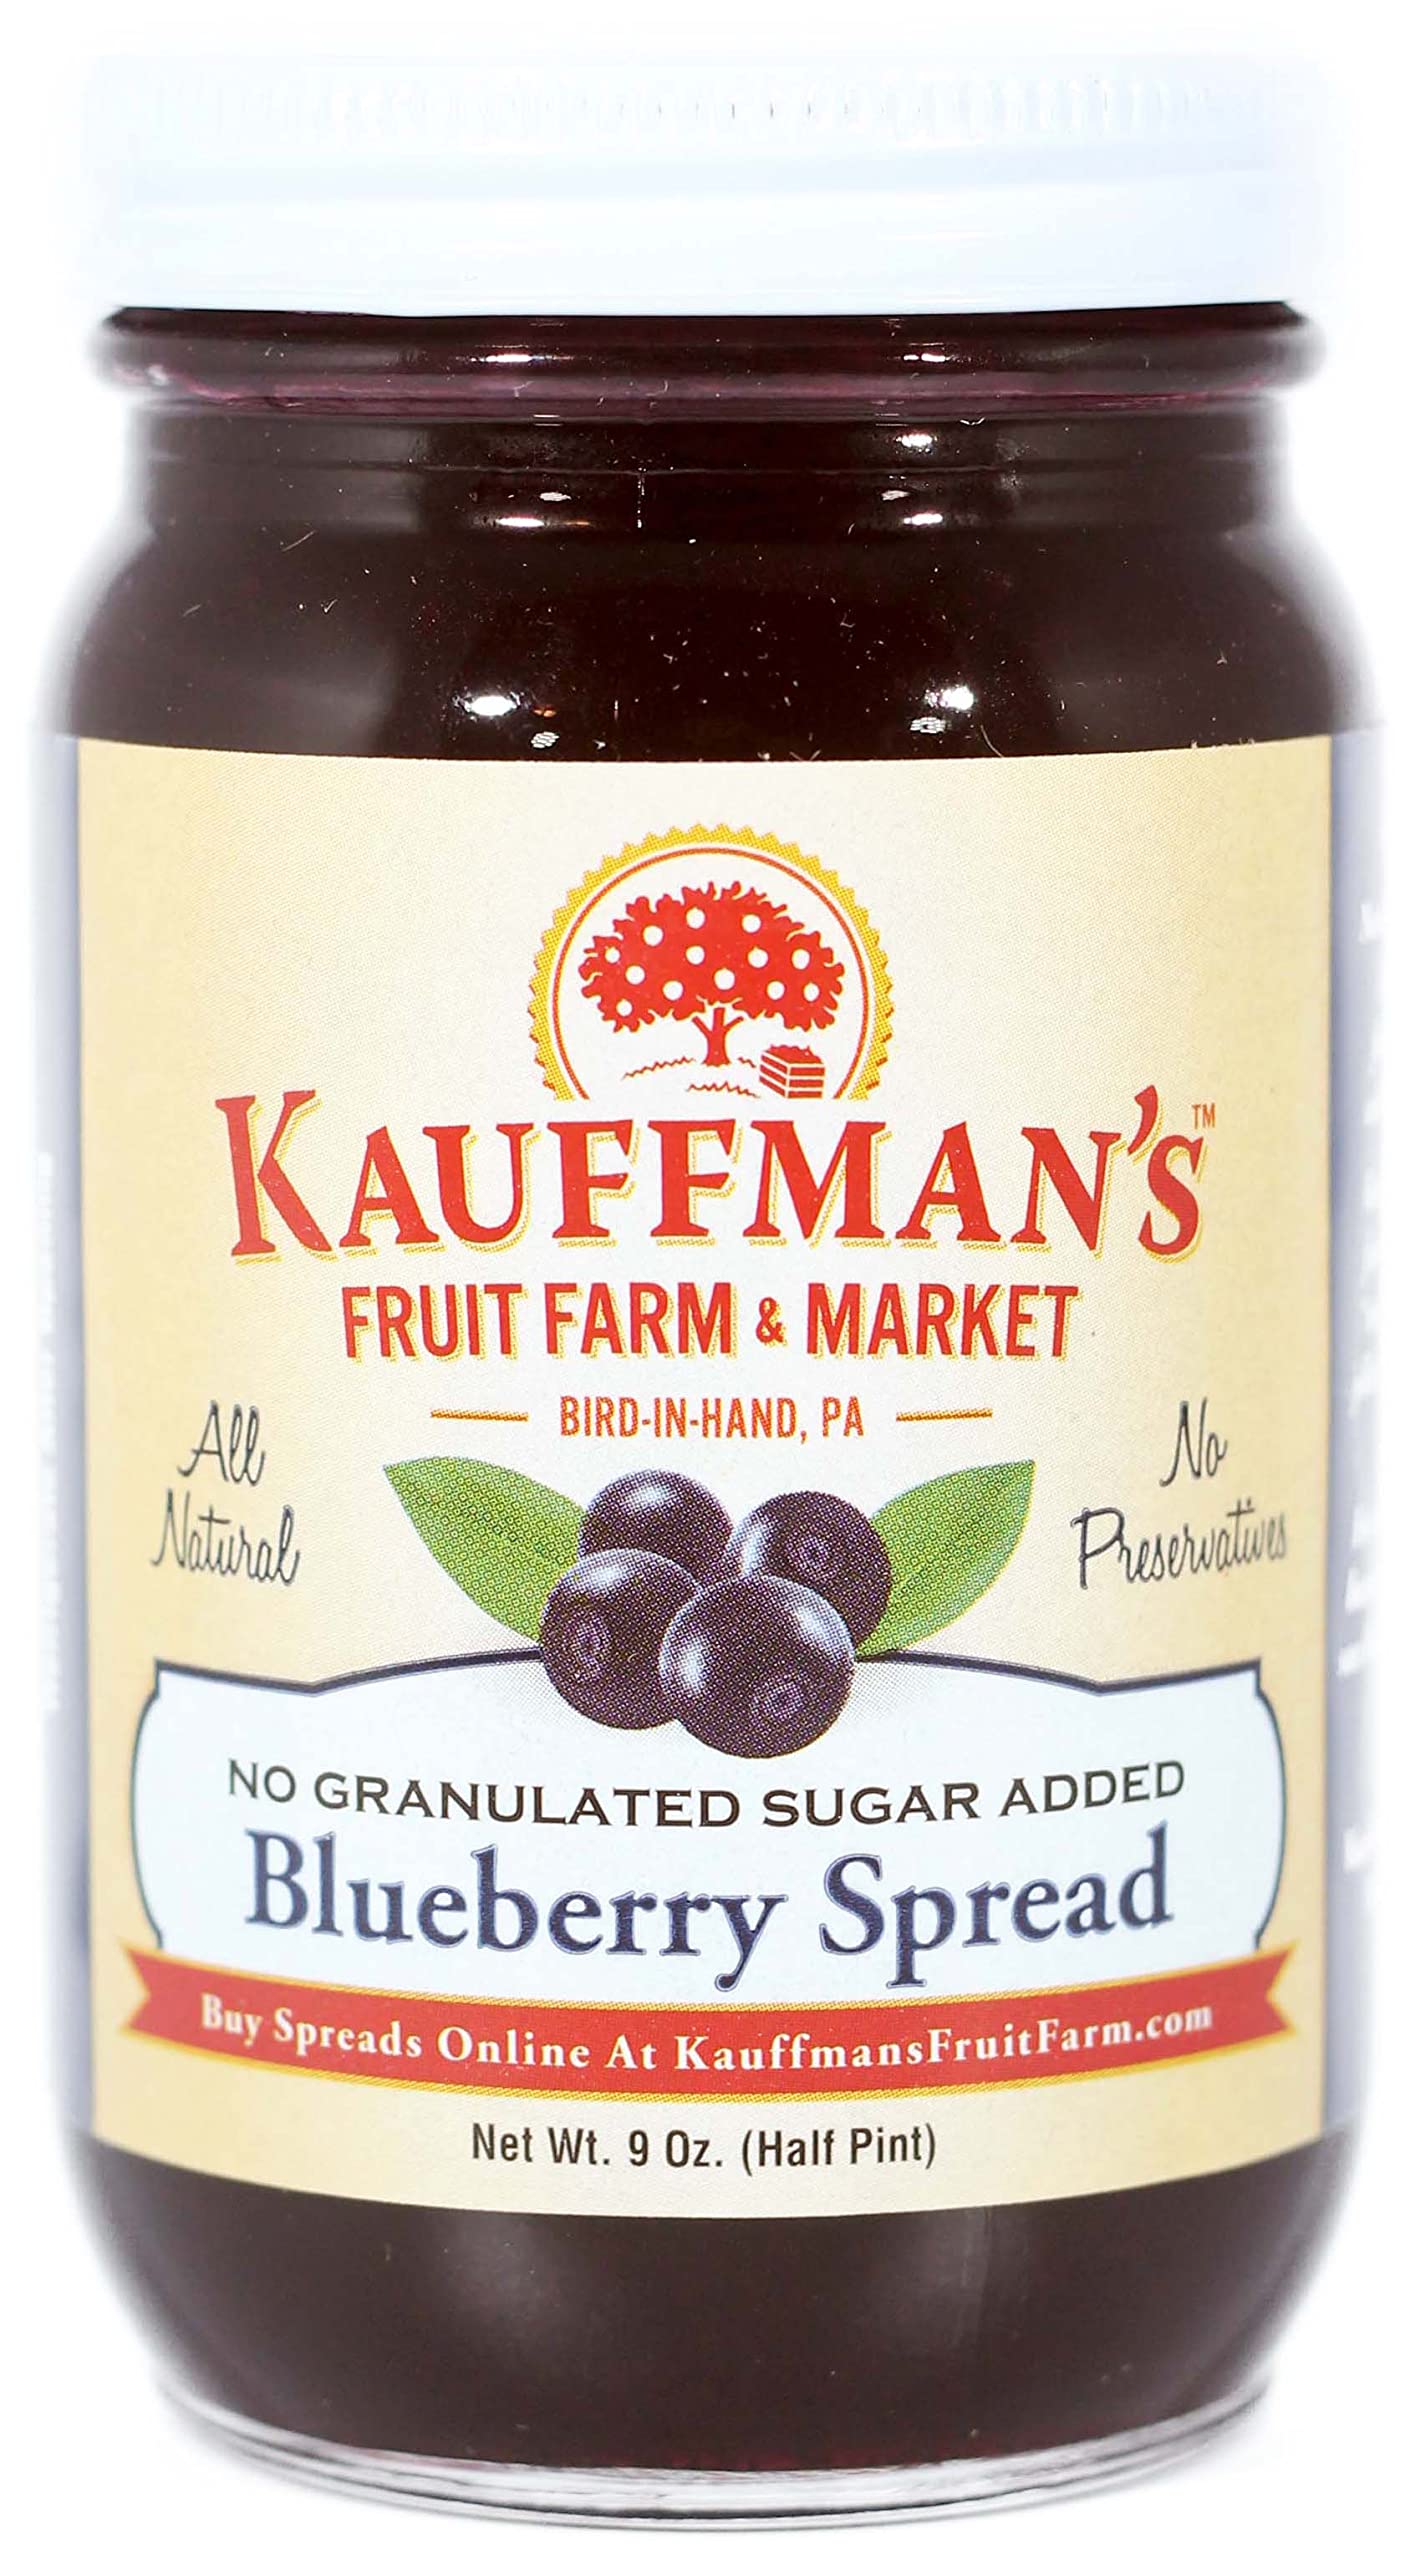 KAUFFMAN'S™
FRUIT FARM & MARKET
BIRD-IN-HAND, PA
All
Natural
No
Preservatives
NO GRANULATED SUGAR ADDED
Blueberry Spread
Buy Spreads Online At KauffmansFruitFarm.com
Net Wt. 9 Oz. (Half Pint)